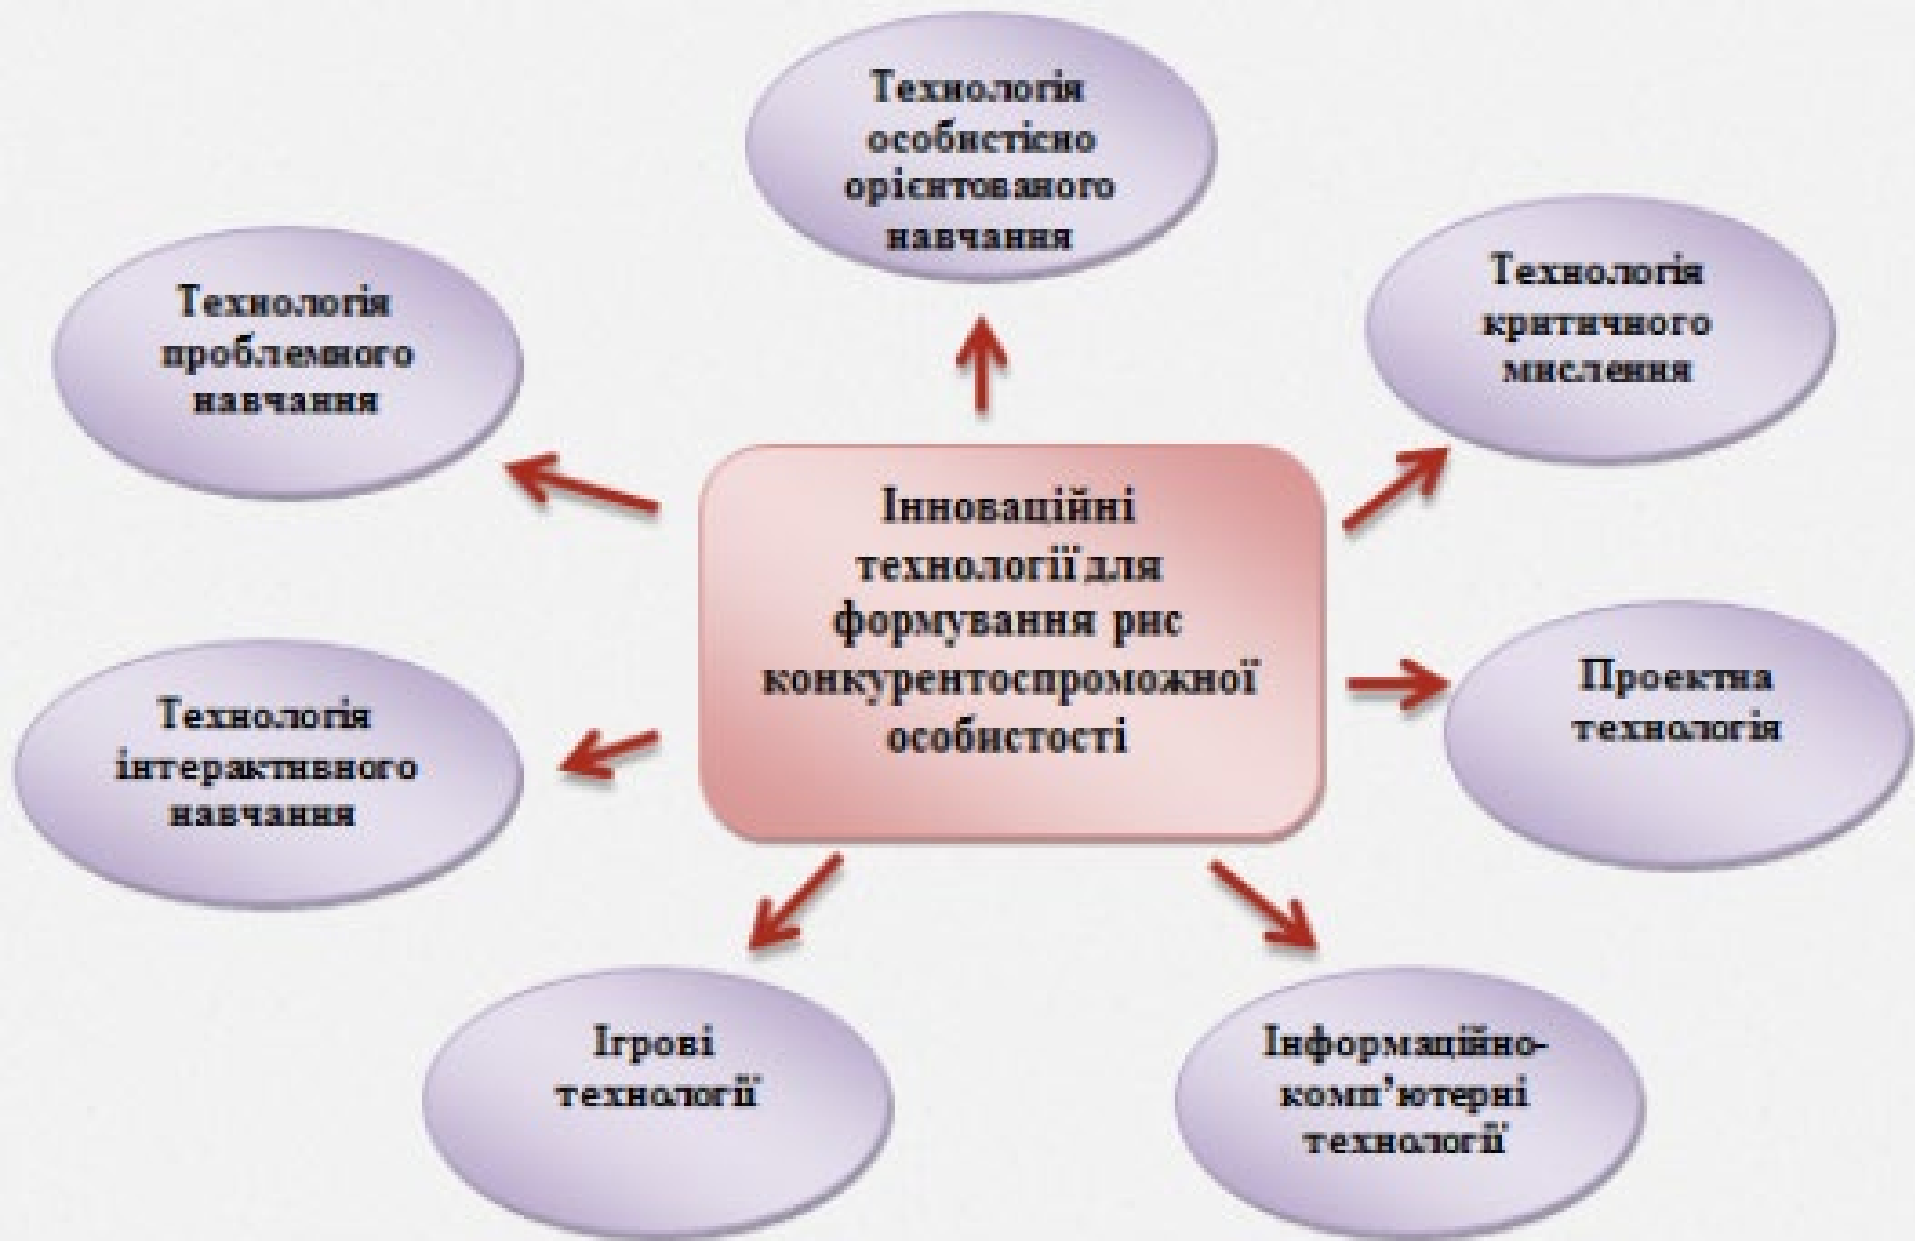 Технологія
особистісно
орієнтованого
навчання
Технологія
проблемного
навчання
Технологія
критичного
мислення
Інноваційні
технології для
формування рис
конкурентоспроможної
особистості
Технологія
інтерактивного
навчання
Проектна
технологія
Ігрові
технології
Інформаційно-
комп’ютерні
технології